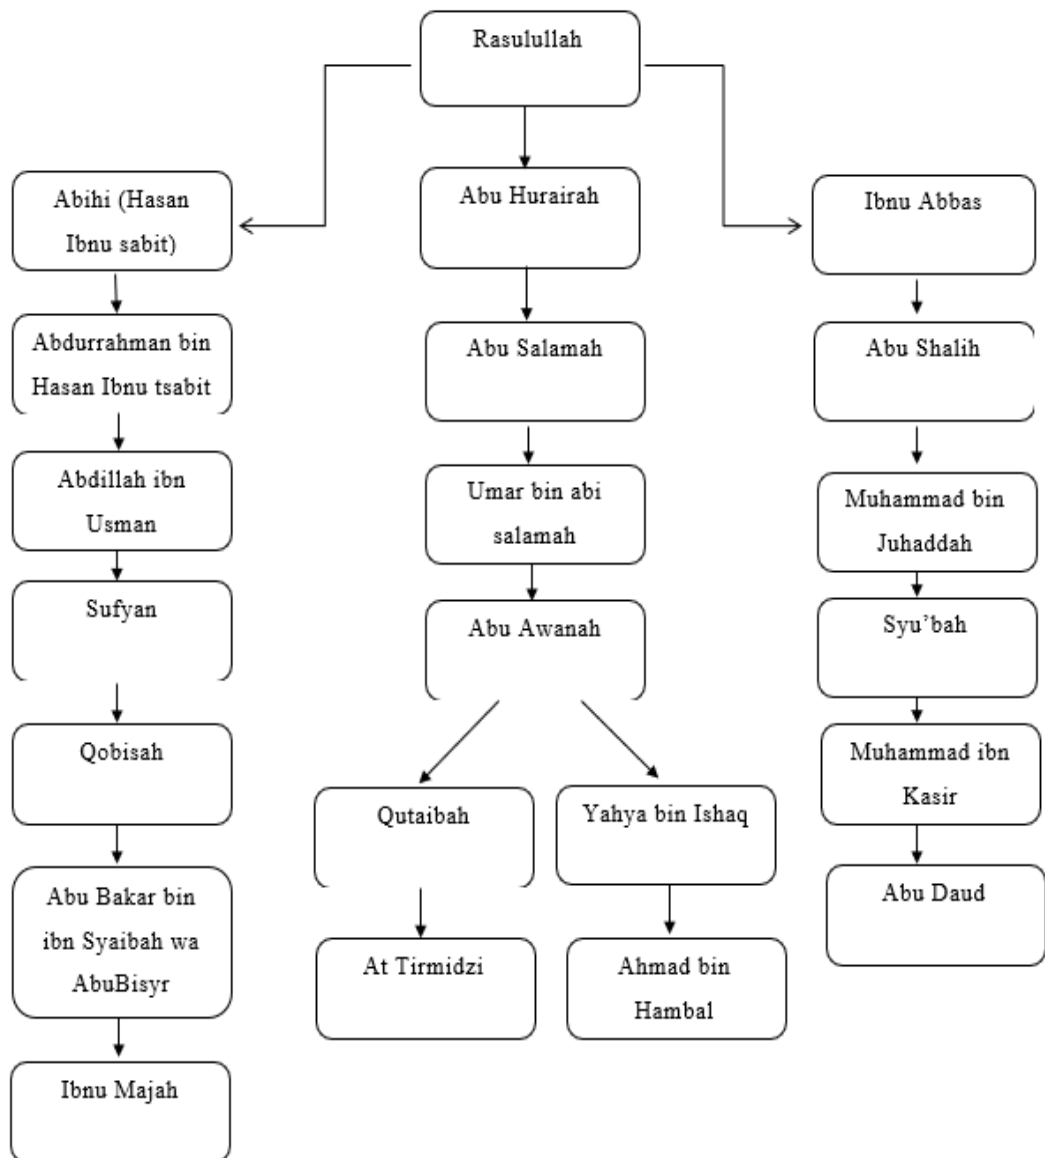 Rasulullah
Abihi (Hasan
Ibnu sabit)
Abu Hurairah
Ibnu Abbas
Abdurrahman bin
Hasan Ibnu tsabit
Abu Salamah
Abu Shalih
Abdillah ibn
Usman
Umar bin abi
salamah
Muhammad bin
Juhaddah
Sufyan
Abu Awanah
Syu’bah
Qobisah
Muhammad ibn
Kasir
Qutaibah
Yahya bin Ishaq
Abu Bakar bin
ibn Syaibah wa
AbuBisyr
Abu Daud
At Tirmidzi
Ahmad bin
Hambal
Ibnu Majah